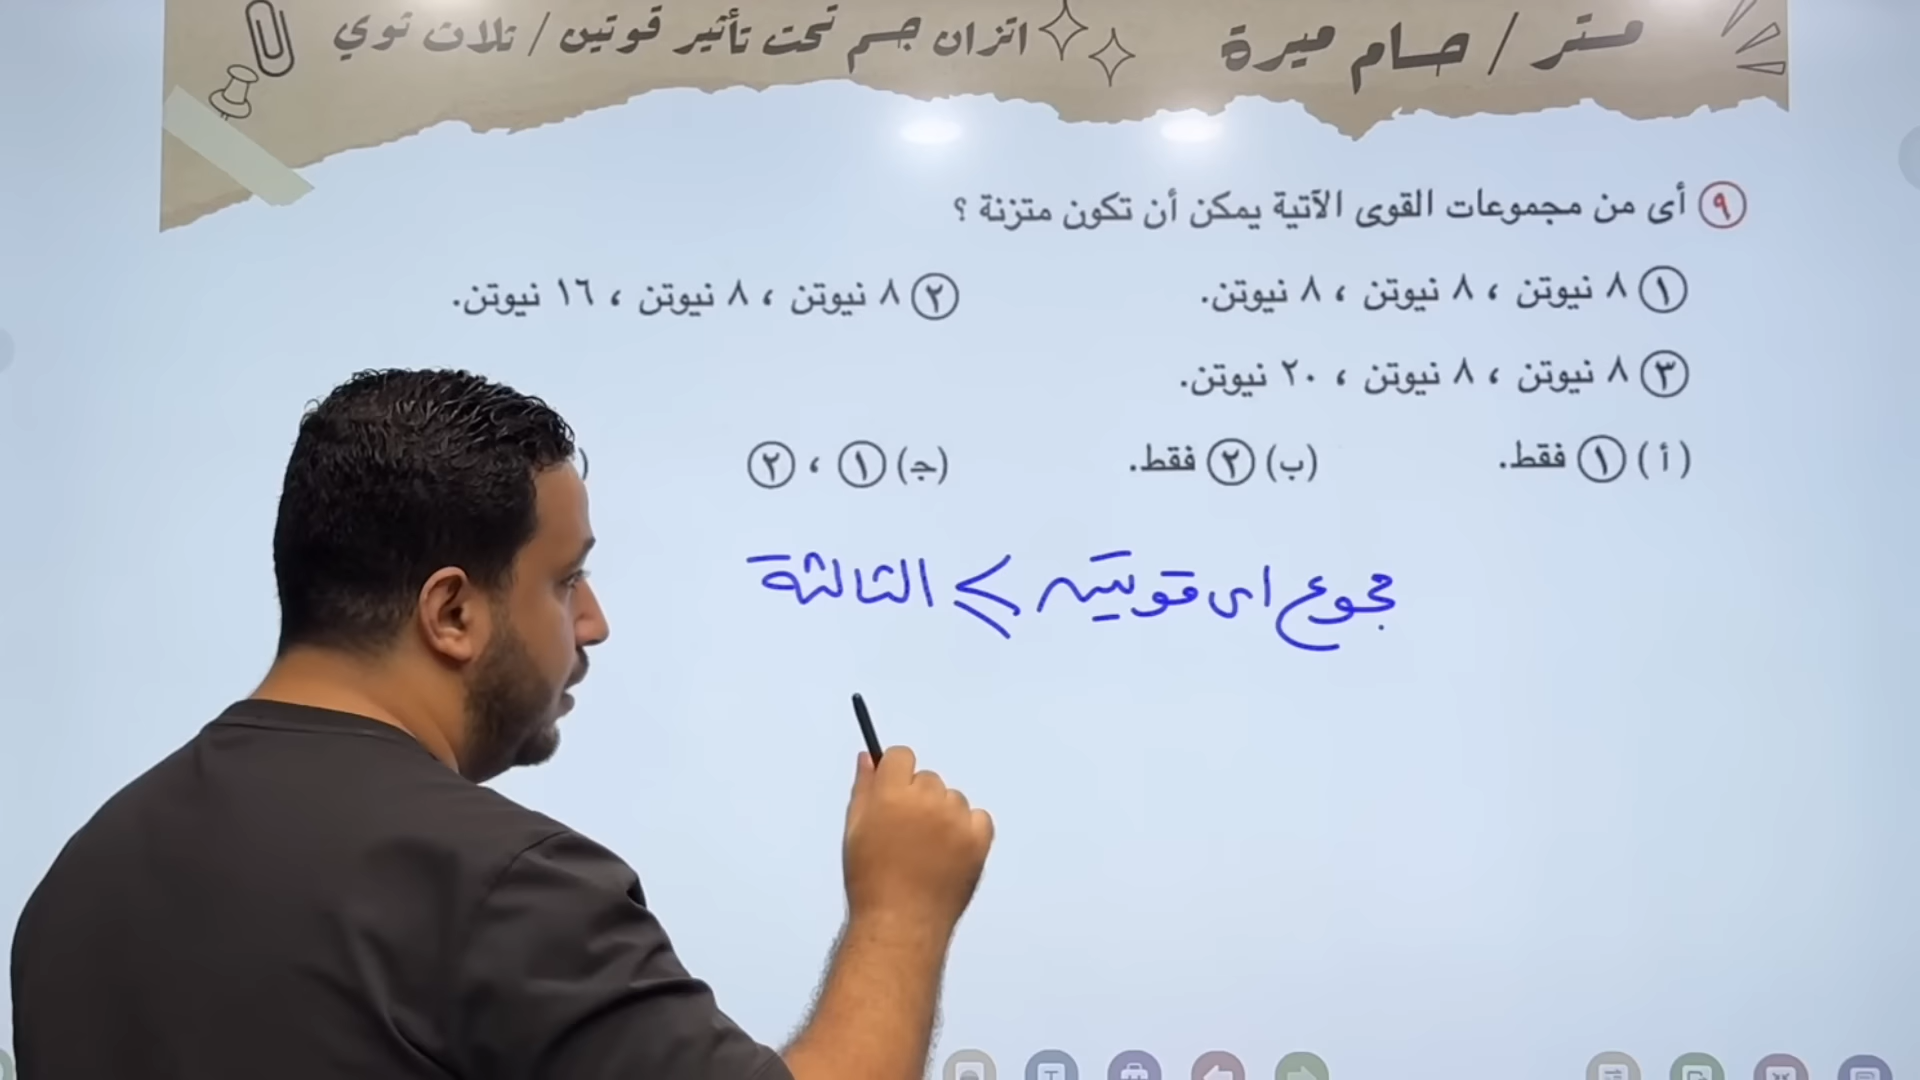 مستر / حسام ميرة
اتزان جسم تحت تأثير قوتين / تلات قوي
٩ أى من مجموعات القوى الآتية يمكن أن تكون متزنة ؟
١ ٨ نيوتن ، ٨ نيوتن ، ٨ نيوتن.
٢ ٨ نيوتن ، ٨ نيوتن ، ١٦ نيوتن.
٣ ٨ نيوتن ، ٨ نيوتن ، ٢٠ نيوتن.
( أ ) ١ فقط.
(ب) ٢ فقط.
(جـ) ١ ، ٢
مجموع اى قوتين ⩾ الثالثة